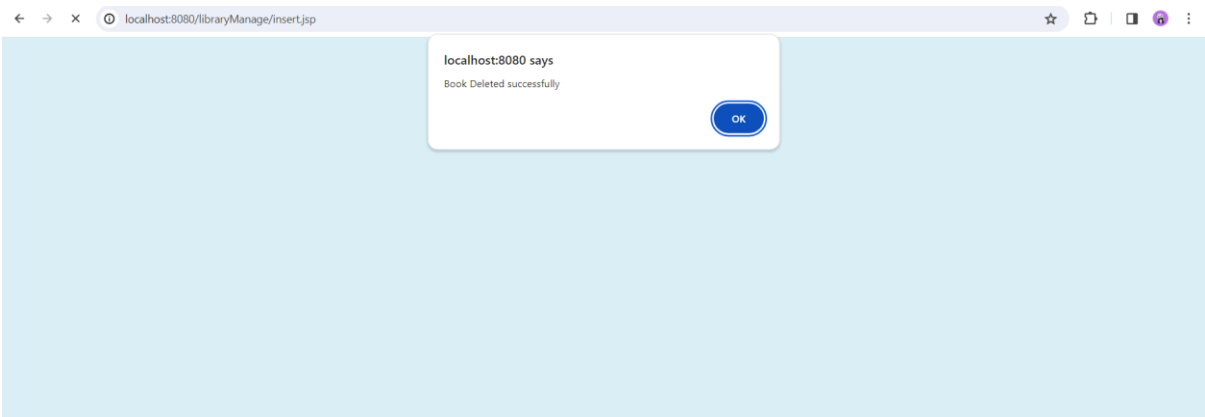 localhost:8080/libraryManage/insert.jsp
localhost:8080 says
Book Deleted successfully
OK